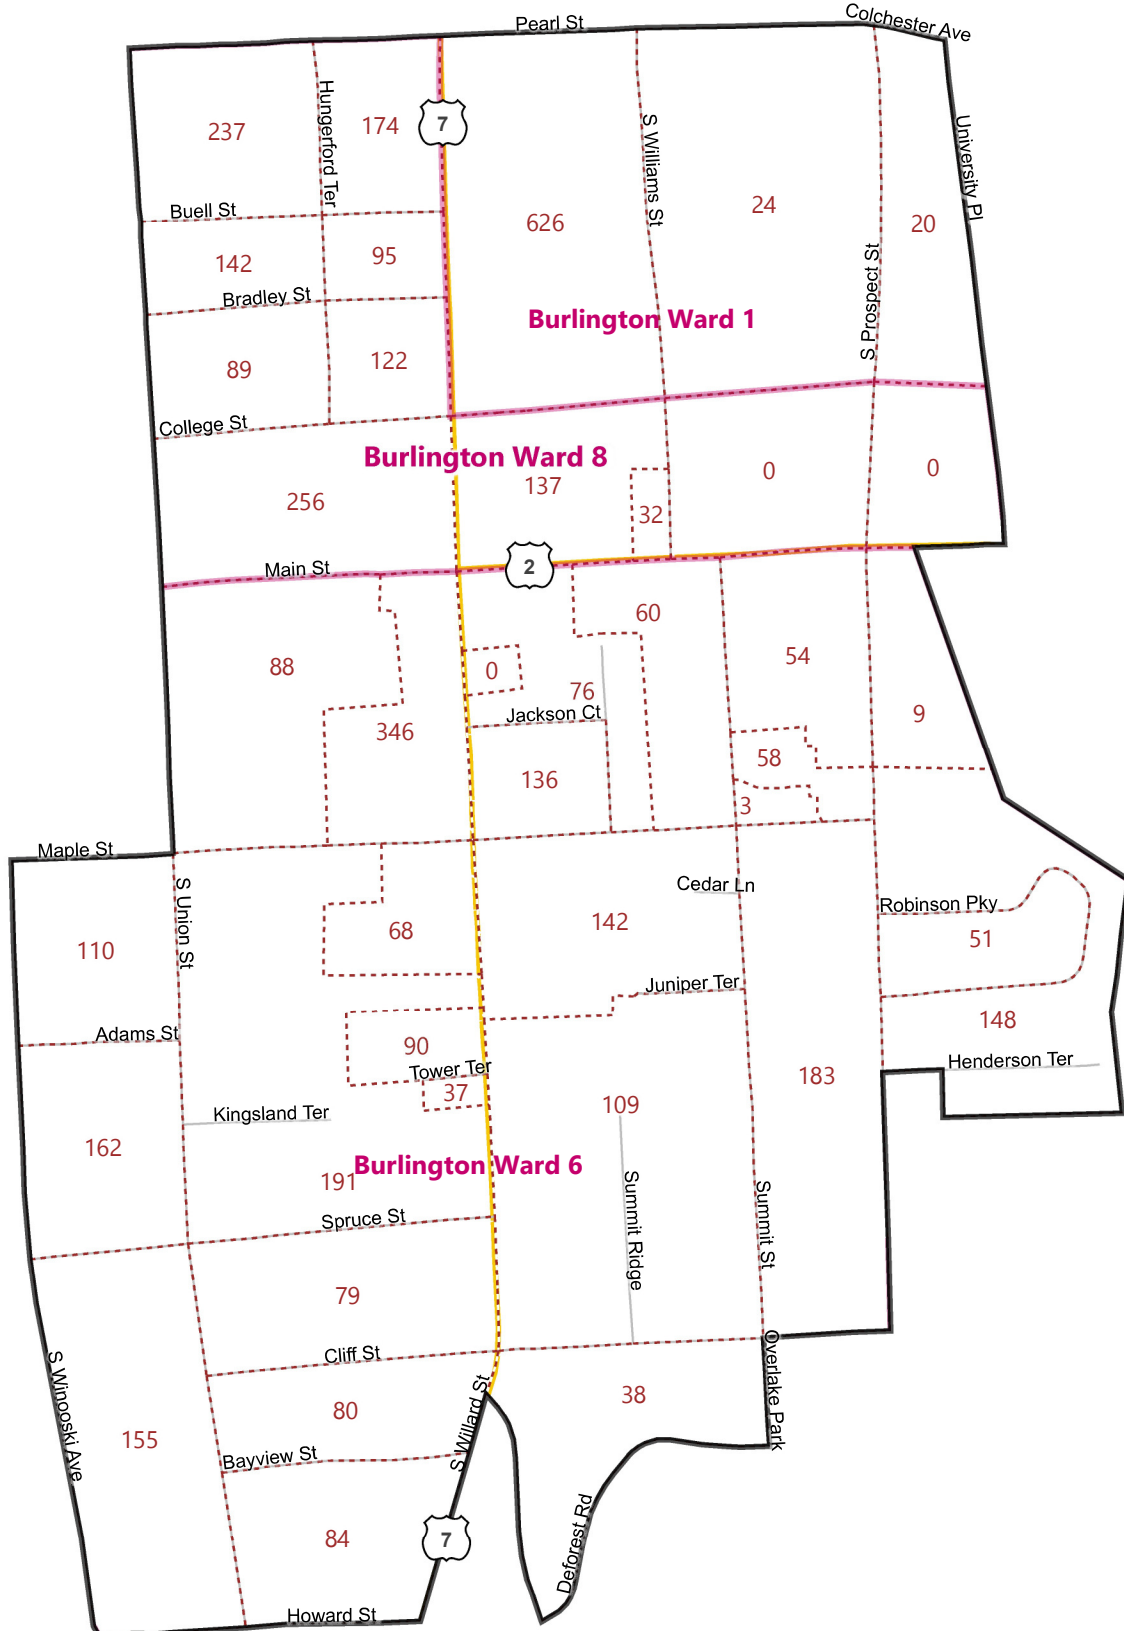 Pearl St
Colchester Ave
Hungerford Ter
237
174
7
S Williams St
University Pl
24
Buell St
626
20
142
95
S Prospect St
Bradley St
Burlington Ward 1
89
122
College St
Burlington Ward 8
256
137
32
0
0
Main St
2
60
88
0
76
54
Jackson Ct
346
9
58
136
3
Maple St
S Union St
Cedar Ln
Robinson Pky
68
142
51
110
Juniper Ter
Adams St
148
90
Tower Ter
Henderson Ter
183
37
109
Kingsland Ter
162
Burlington Ward 6
191
Summit Ridge
Summit St
Spruce St
79
Cliff St
Overlake Park
S Winooski Ave
80
S Willard St
38
155
Bayview St
84
7
Deforest Rd
Howard St